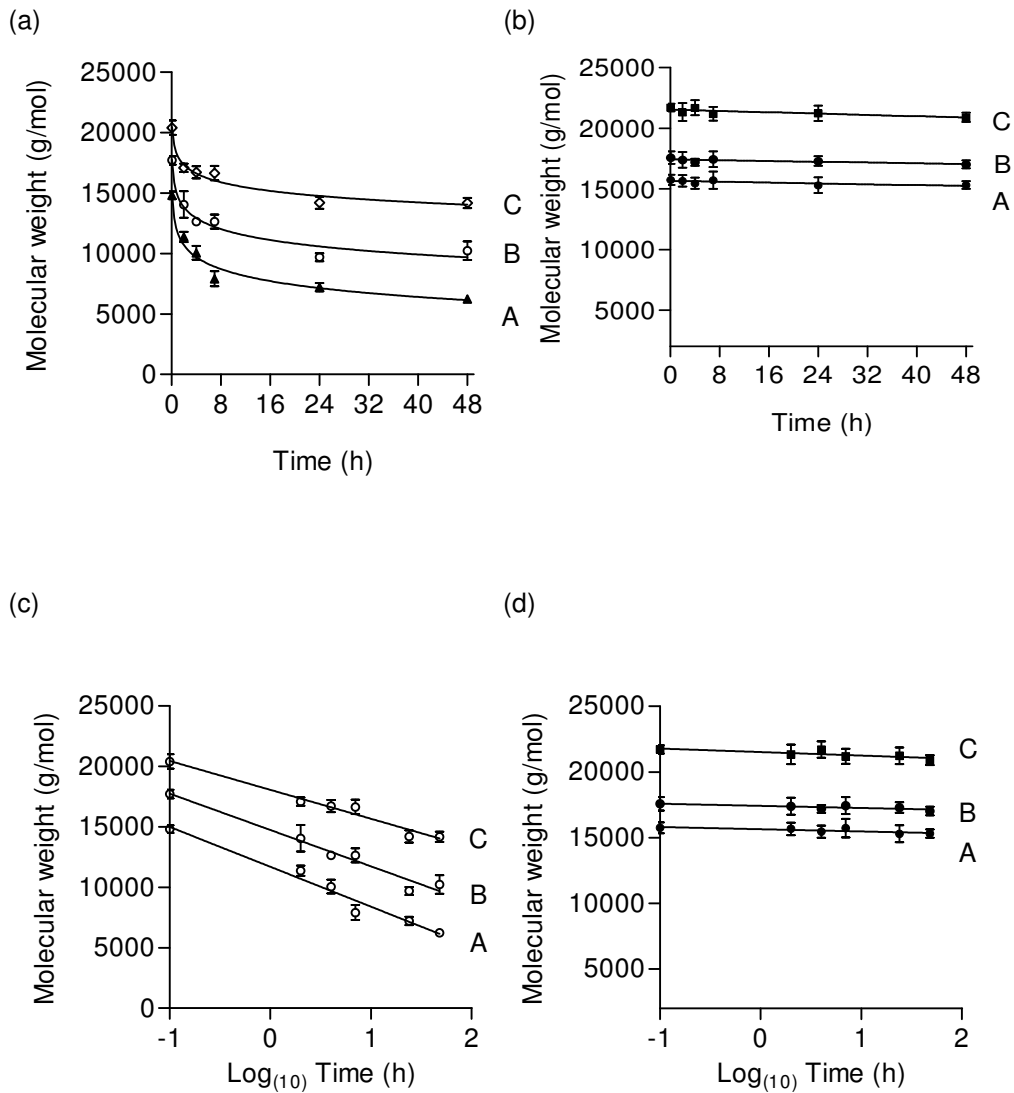 (a)
(b)
Molecular weight (g/mol)
25000
20000
15000
10000
5000
0
0 8 16 24 32 40 48
Time (h)
C
B
A
Molecular weight (g/mol)
25000
20000
15000
10000
5000
0 8 16 24 32 40 48
Time (h)
C
B
A
(c)
(d)
Molecular weight (g/mol)
25000
20000
15000
10000
5000
0
-1 0 1 2
Log(10) Time (h)
C
B
A
Molecular weight (g/mol)
25000
20000
15000
10000
5000
-1 0 1 2
Log(10) Time (h)
C
B
A